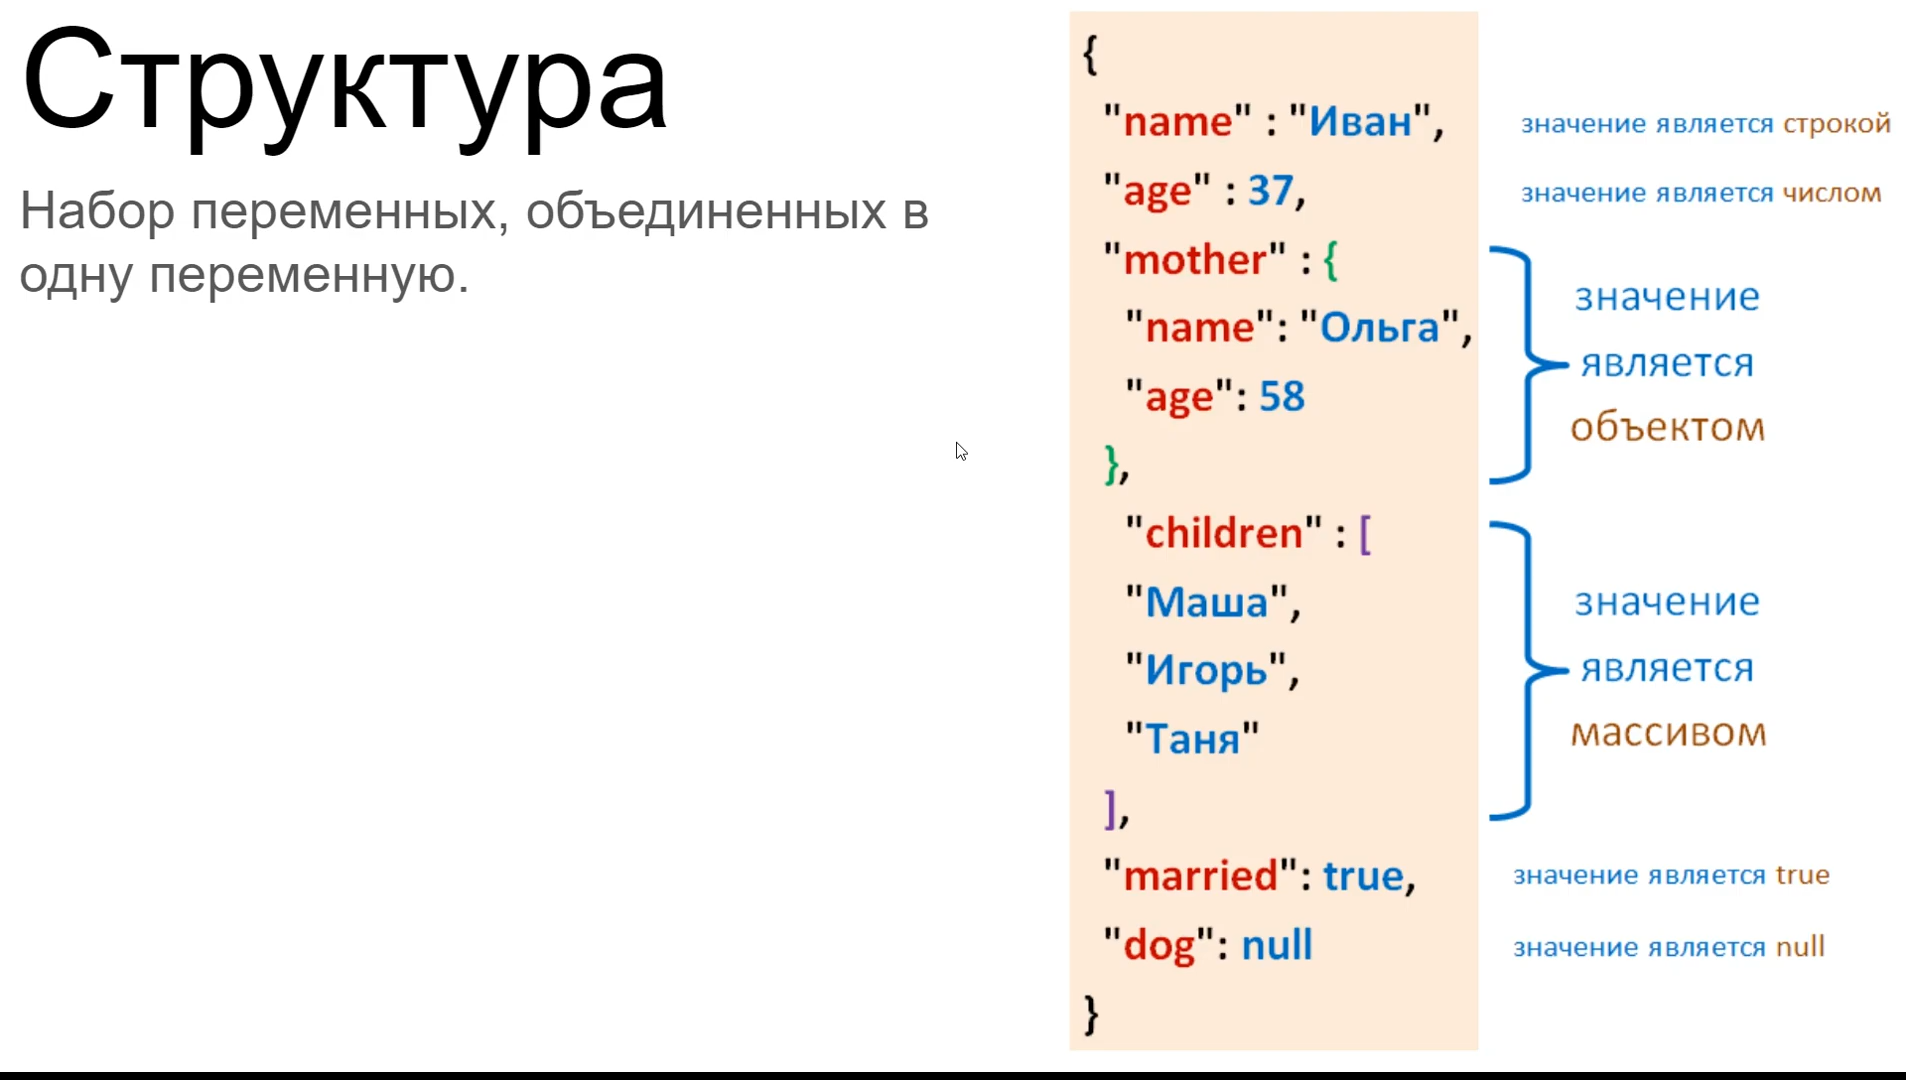 Структура
Набор переменных, объединенных в
одну переменную.
{
"name" : "Иван",
значение является строкой
"age" : 37,
значение является числом
"mother" : {
"name": "Ольга",
"age": 58
},
значение
является
объектом
"children" : [
"Маша",
"Игорь",
"Таня"
],
значение
является
массивом
"married": true,
значение является true
"dog": null
значение является null
}